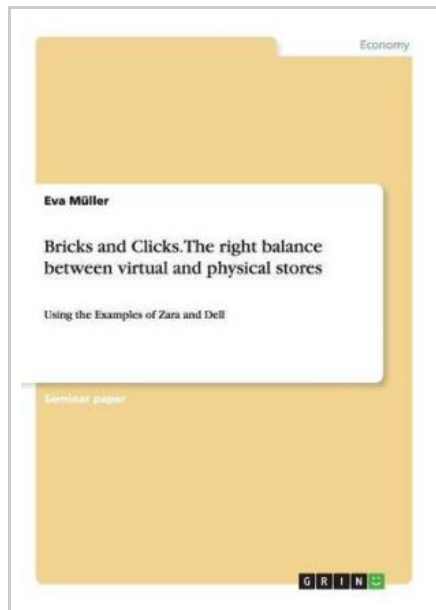 Economy
Eva Müller
Bricks and Clicks.The right balance
between virtual and physical stores
Using the Examples of Zara and Dell
Seminar paper
GRIN